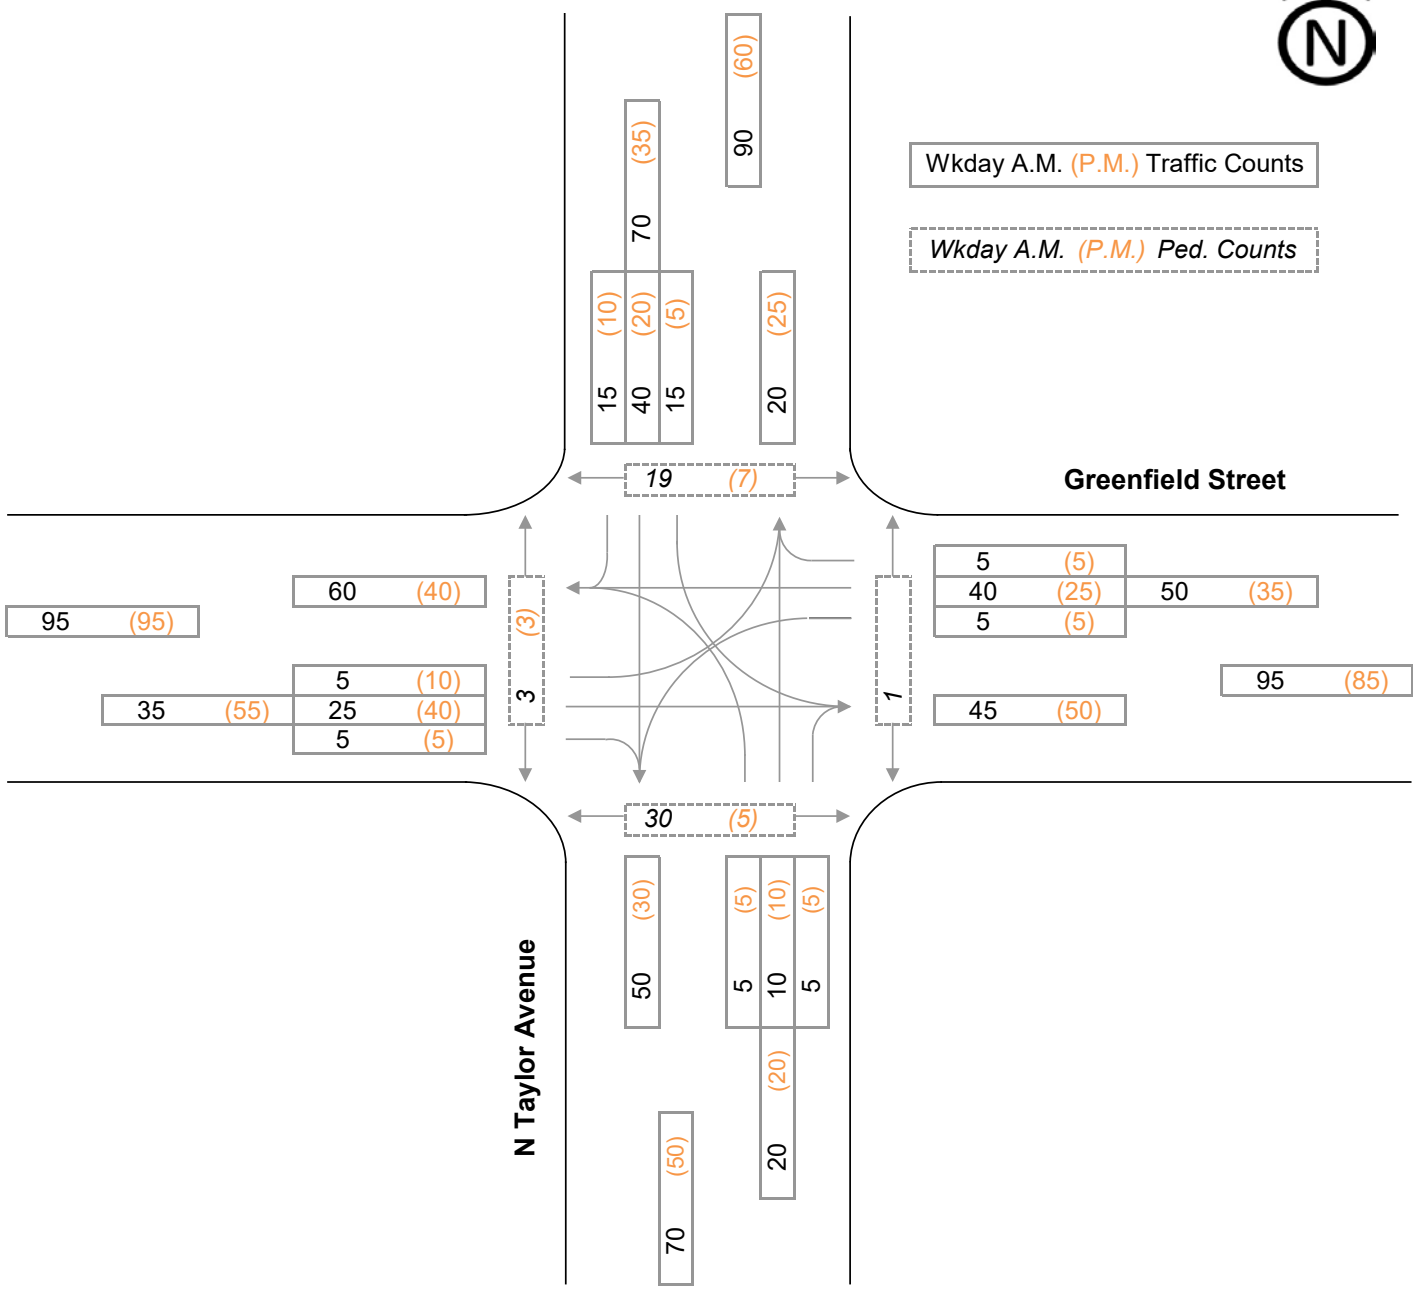 N
(60)
90
(35)
70
Wkday A.M. (P.M.) Traffic Counts
Wkday A.M. (P.M.) Ped. Counts
(10) (20) (5) (25)
15 40 15 20
19 (7)
Greenfield Street
5 (5)
60 (40)
40 (25) 50 (35)
95 (95)
5 (5)
(3)
3
1
5 (10)
95 (85)
35 (55) 25 (40)
45 (50)
5 (5)
30 (5)
(30) (5) (10) (5)
50 5 10 5
N Taylor Avenue
(20)
20
(50)
70